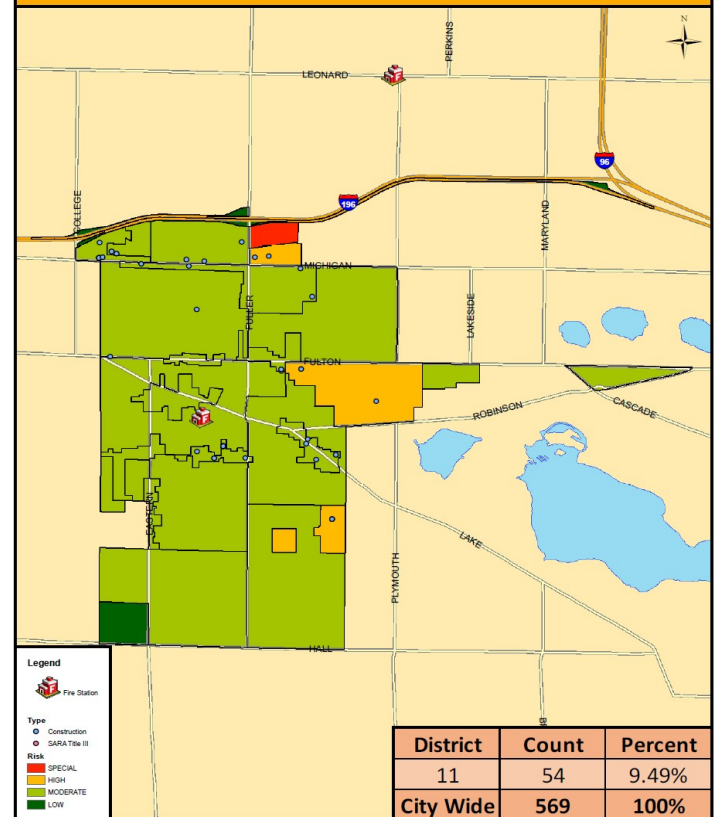 N
PERKINS
LEONARD
96
COLLEGE
196
MARYLAND
MICHIGAN
FULLER
LAKESIDE
FULTON
ROBINSON
CASCADE
EASTERN
LAKE
PLYMOUTH
HALL
Legend
F Fire Station
Type
Construction
SARA Title III
Risk
SPECIAL
HIGH
MODERATE
LOW
District Count Percent
11 54 9.49%
City Wide 569 100%